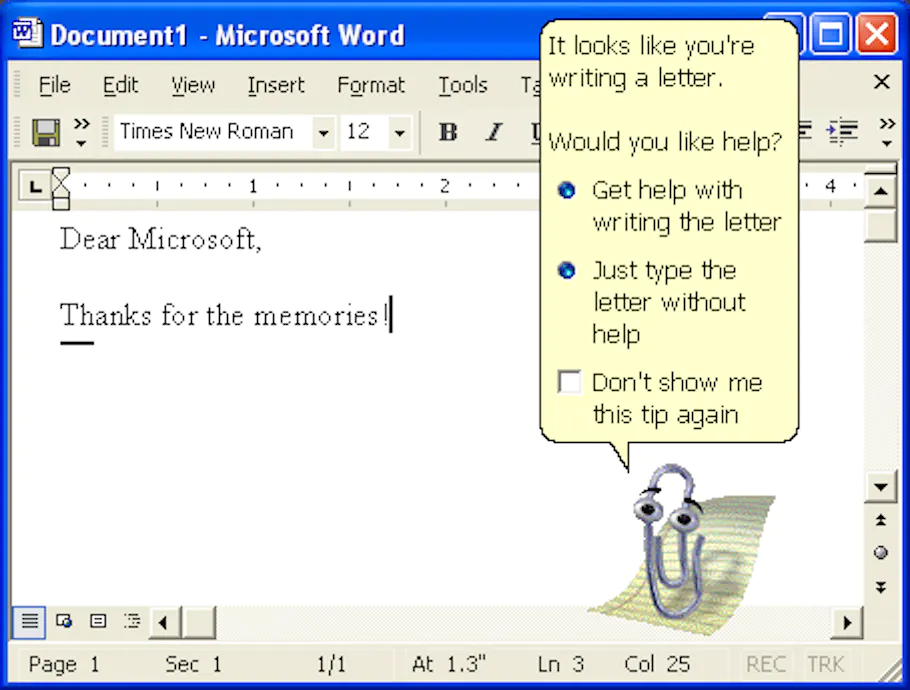 Document1 - Microsoft Word
File Edit View Insert Format Tools Ta
Times New Roman 12 B I U
1 2 4
Dear Microsoft,
Thanks for the memories!
It looks like you're
writing a letter.
Would you like help?
Get help with
writing the letter
Just type the
letter without
help
Don't show me
this tip again
Page 1 Sec 1 1/1 At 1.3" Ln 3 Col 25 REC TRK